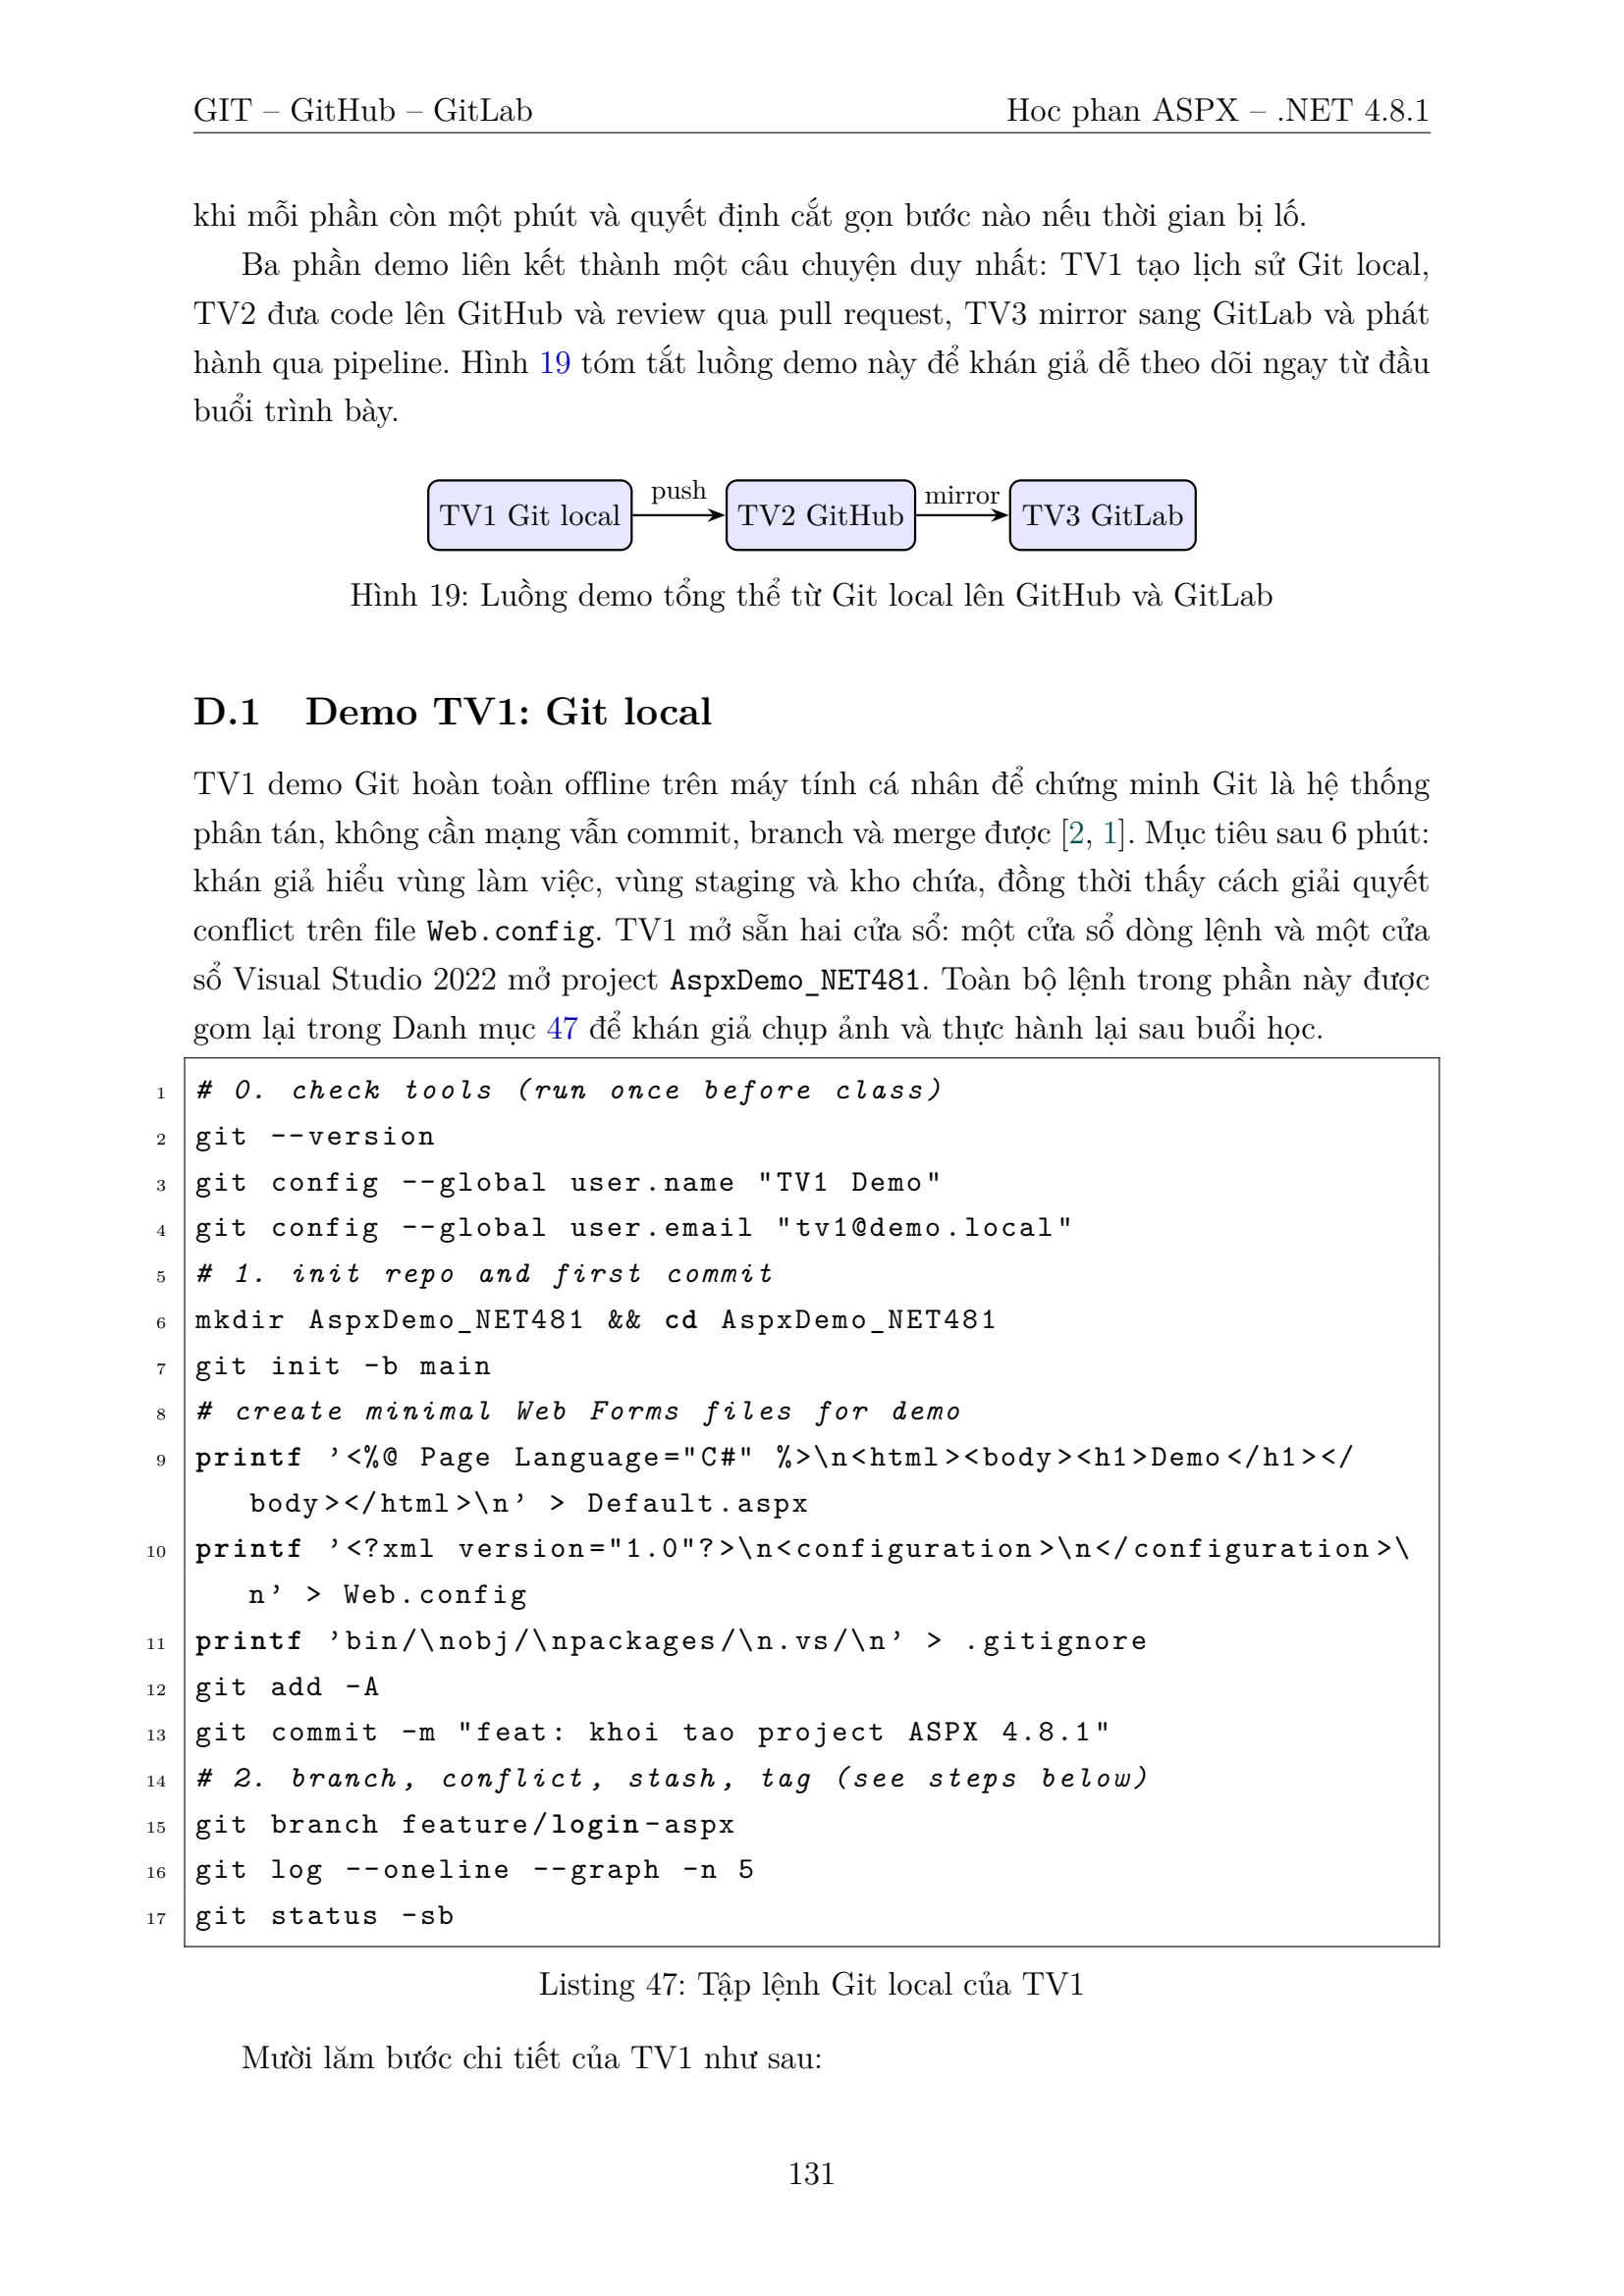 GIT – GitHub – GitLab Hoc phan ASPX – .NET 4.8.1
khi mỗi phần còn một phút và quyết định cắt gọn bước nào nếu thời gian bị lố.
Ba phần demo liên kết thành một câu chuyện duy nhất: TV1 tạo lịch sử Git local,
TV2 đưa code lên GitHub và review qua pull request, TV3 mirror sang GitLab và phát
hành qua pipeline. Hình 19 tóm tắt luồng demo này để khán giả dễ theo dõi ngay từ đầu
buổi trình bày.
TV1 Git local push TV2 GitHub mirror TV3 GitLab
Hình 19: Luồng demo tổng thể từ Git local lên GitHub và GitLab
D.1 Demo TV1: Git local
TV1 demo Git hoàn toàn offline trên máy tính cá nhân để chứng minh Git là hệ thống
phân tán, không cần mạng vẫn commit, branch và merge được [2, 1]. Mục tiêu sau 6 phút:
khán giả hiểu vùng làm việc, vùng staging và kho chứa, đồng thời thấy cách giải quyết
conflict trên file Web.config. TV1 mở sẵn hai cửa sổ: một cửa sổ dòng lệnh và một cửa
sổ Visual Studio 2022 mở project AspxDemo_NET481. Toàn bộ lệnh trong phần này được
gom lại trong Danh mục 47 để khán giả chụp ảnh và thực hành lại sau buổi học.
1 # 0. check tools (run once before class)
2 git --version
3 git config --global user.name "TV1 Demo"
4 git config --global user.email "tv1@demo.local"
5 # 1. init repo and first commit
6 mkdir AspxDemo_NET481 && cd AspxDemo_NET481
7 git init -b main
8 # create minimal Web Forms files for demo
9 printf '<%@ Page Language="C#" %>\n<html><body><h1>Demo</h1></
body></html>\n' > Default.aspx
10 printf '<?xml version="1.0"?>\n<configuration>\n</configuration>\
n' > Web.config
11 printf 'bin/\nobj/\npackages/\n.vs/\n' > .gitignore
12 git add -A
13 git commit -m "feat: khoi tao project ASPX 4.8.1"
14 # 2. branch, conflict, stash, tag (see steps below)
15 git branch feature/login-aspx
16 git log --oneline --graph -n 5
17 git status -sb
Listing 47: Tập lệnh Git local của TV1
Mười lăm bước chi tiết của TV1 như sau:
131